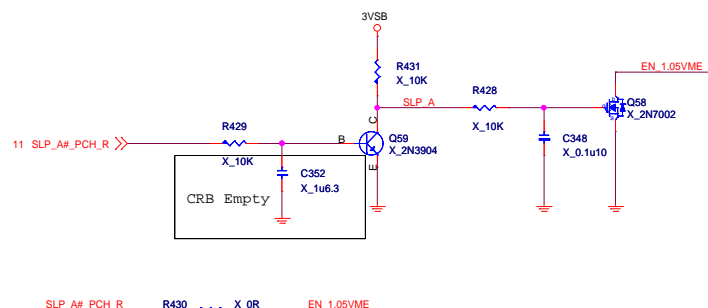 3VSB
R431
X_10K
EN_1.05VME
SLP_A
R428
X_10K
Q58
X_2N7002
C
11 SLP_A#_PCH_R
R429
X_10K
B
Q59
X_2N3904
E
C348
X_0.1u10
C352
X_1u6.3
CRB Empty
SLP_A#_PCH_R R430 X_0R EN_1.05VME